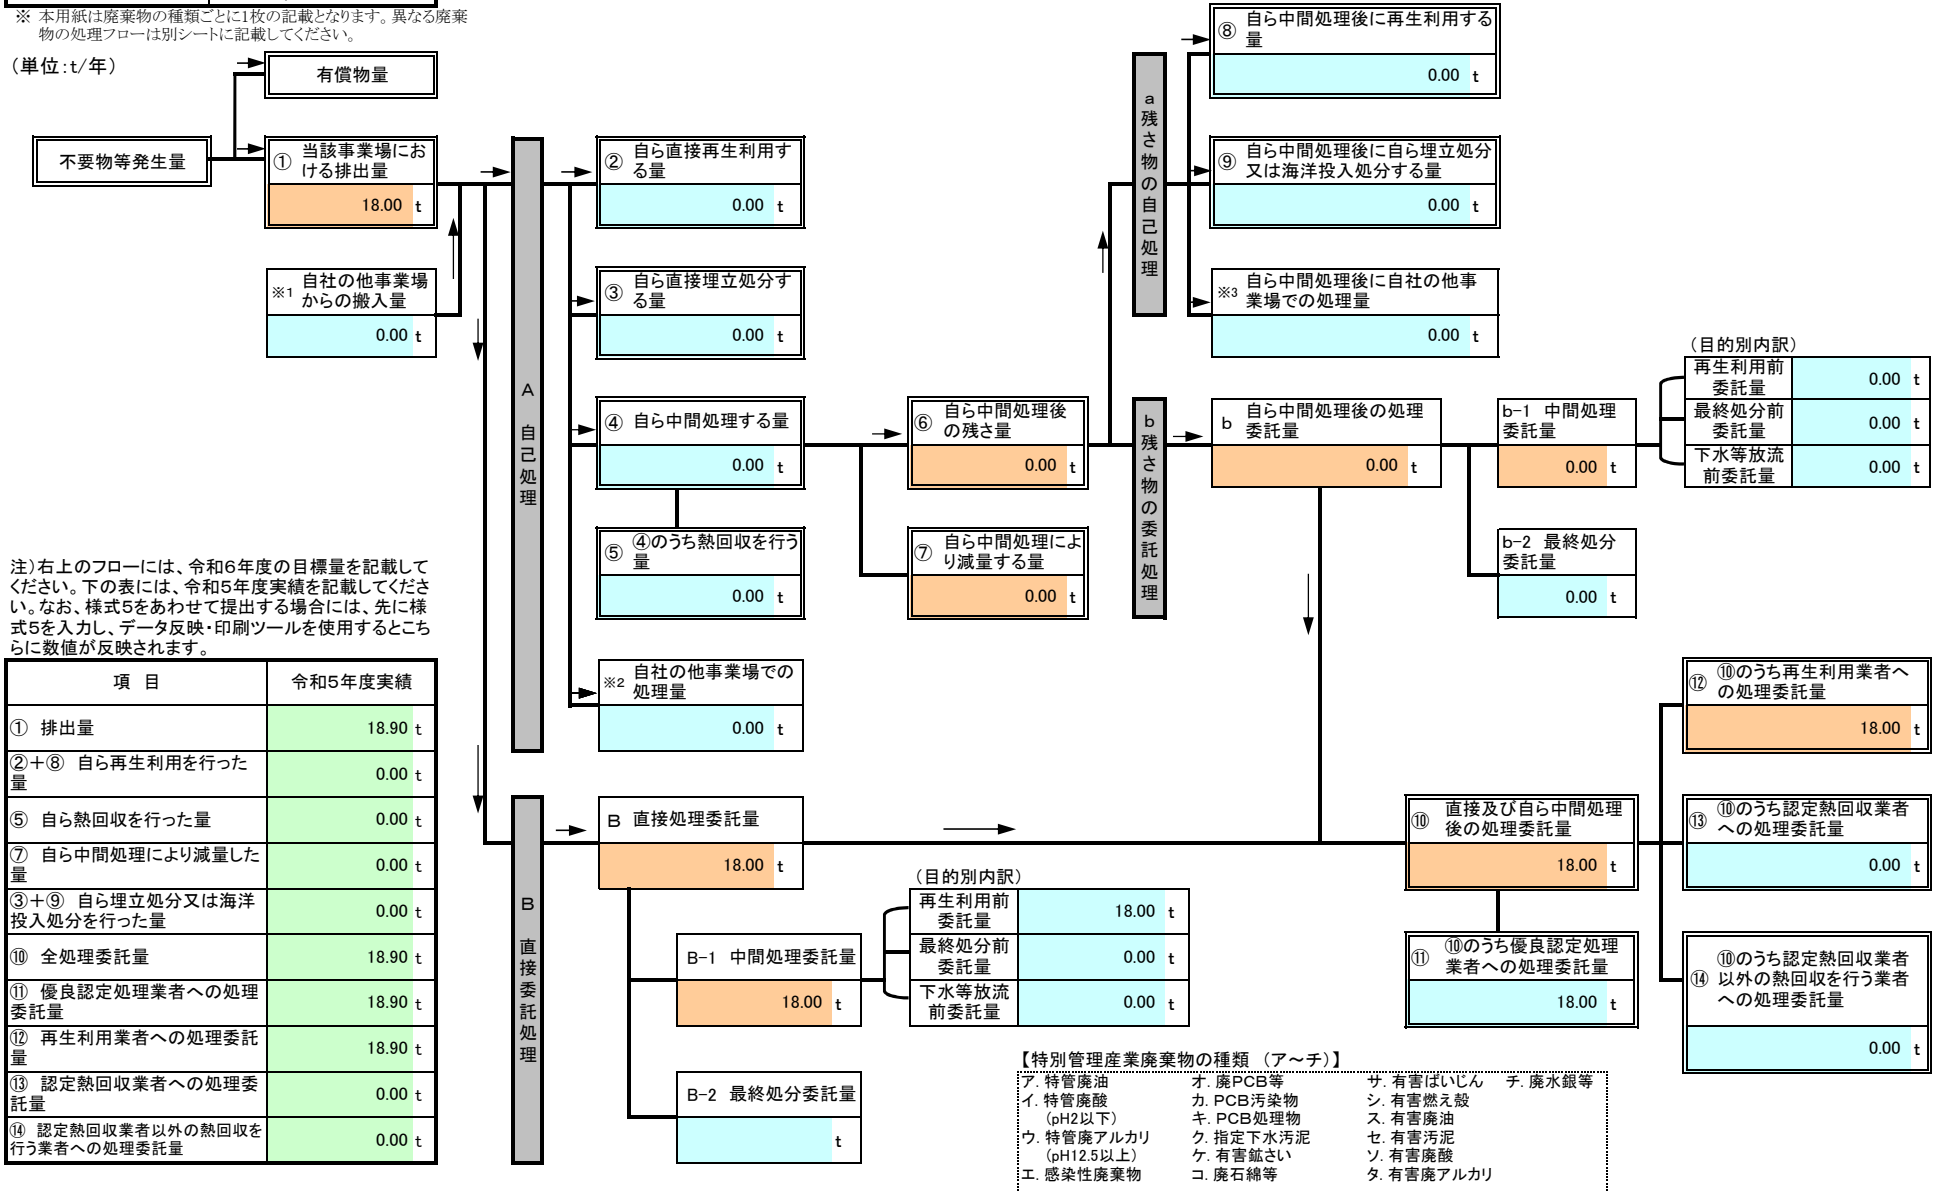 ※ 本用紙は廃棄物の種類ごとに1枚の記載となります。異なる廃棄
物の処理フローは別シートに記載してください。
(単位:t/年)
有償物量
不要物等発生量
① 当該事業場にお
ける排出量
18.00 t
※1 自社の他事業場
からの搬入量
0.00 t
A 自己処理
② 自ら直接再生利用す
る量
0.00 t
③ 自ら直接埋立処分す
る量
0.00 t
④ 自ら中間処理する量
0.00 t
⑤ ④のうち熱回収を行う
量
0.00 t
※2 自社の他事業場での
処理量
0.00 t
⑥ 自ら中間処理後
の残さ量
0.00 t
⑦ 自ら中間処理によ
り減量する量
0.00 t
a残さ物の自己処理
⑧ 自ら中間処理後に再生利用する
量
0.00 t
⑨ 自ら中間処理後に自ら埋立処分
又は海洋投入処分する量
0.00 t
※3 自ら中間処理後に自社の他事
業場での処理量
0.00 t
b残さ物の委託処理
b 自ら中間処理後の処理
委託量
0.00 t
b-1 中間処理
委託量
0.00 t
b-2 最終処分
委託量
0.00 t
(目的別内訳)
再生利用前
委託量
0.00 t
最終処分前
委託量
0.00 t
下水等放流
前委託量
0.00 t
注)右上のフローには、令和6年度の目標量を記載して
ください。下の表には、令和5年度実績を記載してくださ
い。なお、様式5をあわせて提出する場合には、先に様
式5を入力し、データ反映・印刷ツールを使用するとこち
らに数値が反映されます。
項 目 令和5年度実績
① 排出量 18.90 t
②+⑧ 自ら再生利用を行った
量 0.00 t
⑤ 自ら熱回収を行った量 0.00 t
⑦ 自ら中間処理により減量した
量 0.00 t
③+⑨ 自ら埋立処分又は海洋
投入処分を行った量 0.00 t
⑩ 全処理委託量 18.90 t
⑪ 優良認定処理業者への処理
委託量 18.90 t
⑫ 再生利用業者への処理委託
量 18.90 t
⑬ 認定熱回収業者への処理委
託量 0.00 t
⑭ 認定熱回収業者以外の熱回収を
行う業者への処理委託量 0.00 t
B 直接委託処理
B 直接処理委託量
18.00 t
B-1 中間処理委託量
18.00 t
B-2 最終処分委託量
t
(目的別内訳)
再生利用前
委託量
18.00 t
最終処分前
委託量
0.00 t
下水等放流
前委託量
0.00 t
⑩ 直接及び自ら中間処理
後の処理委託量
18.00 t
⑪ ⑩のうち優良認定処理
業者への処理委託量
18.00 t
⑫ ⑩のうち再生利用業者へ
の処理委託量
18.00 t
⑬ ⑩のうち認定熱回収業者
への処理委託量
0.00 t
⑭ ⑩のうち認定熱回収業者
以外の熱回収を行う業者
への処理委託量
0.00 t
【特別管理産業廃棄物の種類 (ア~チ)】
ア. 特管廃油 オ. 廃PCB等 サ. 有害ばいじん チ. 廃水銀等
イ. 特管廃酸 カ. PCB汚染物 シ. 有害燃え殻
(pH2以下) キ. PCB処理物 ス. 有害廃油
ウ. 特管廃アルカリ ク. 指定下水汚泥 セ. 有害汚泥
(pH12.5以上) ケ. 有害鉱さい ソ. 有害廃酸
エ. 感染性廃棄物 コ. 廃石綿等 タ. 有害廃アルカリ